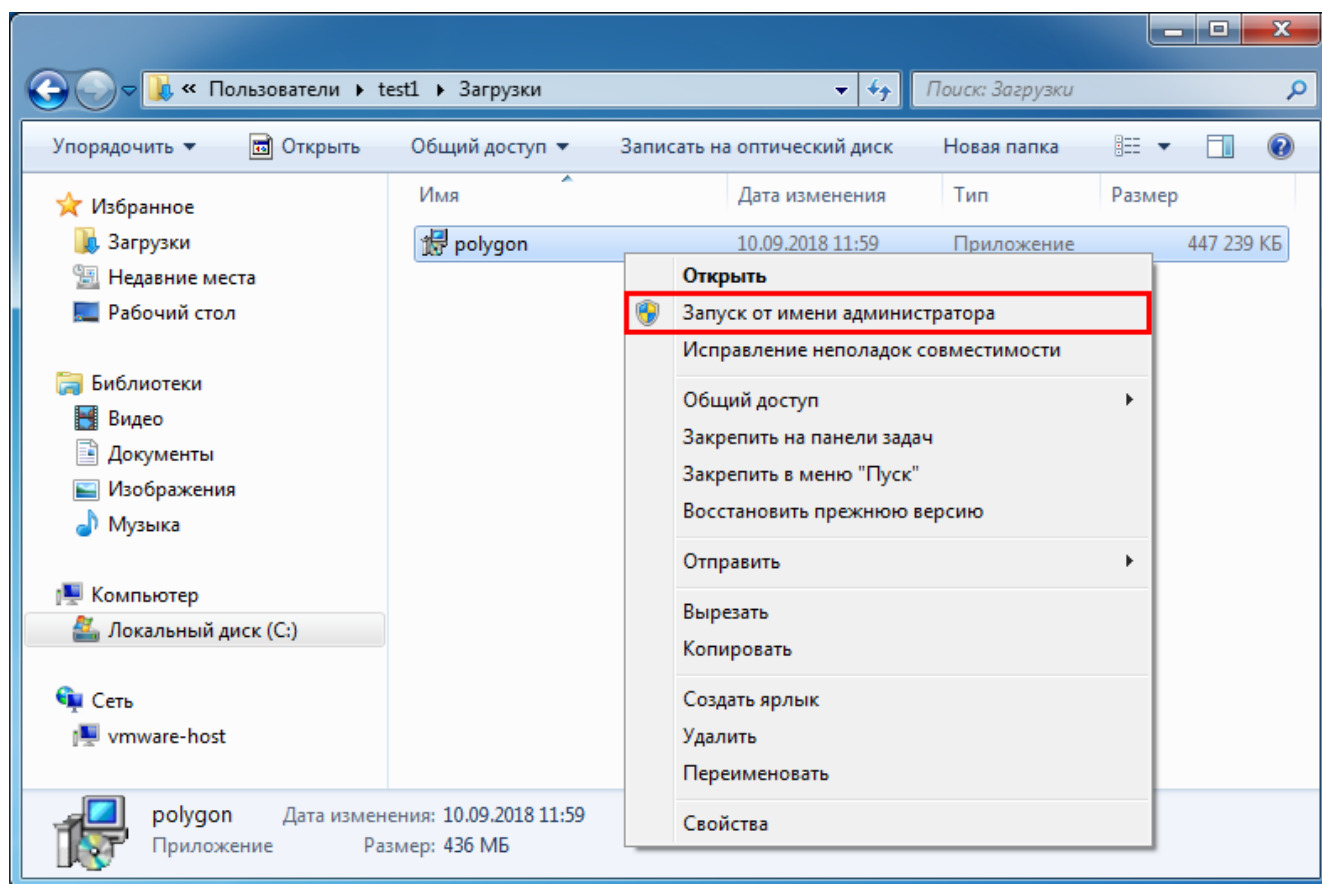 « Пользователи ▸ test1 ▸ Загрузки
Поиск: Загрузки
Упорядочить Открыть Общий доступ Записать на оптический диск Новая папка
Избранное
Загрузки
Недавние места
Рабочий стол
Библиотеки
Видео
Документы
Изображения
Музыка
Компьютер
Локальный диск (C:)
Сеть
vmware-host
Имя Дата изменения Тип Размер
polygon 10.09.2018 11:59 Приложение 447 239 КБ
Открыть
Запуск от имени администратора
Исправление неполадок совместимости
Общий доступ
Закрепить на панели задач
Закрепить в меню "Пуск"
Восстановить прежнюю версию
Отправить
Вырезать
Копировать
Создать ярлык
Удалить
Переименовать
Свойства
polygon Дата изменения: 10.09.2018 11:59
Приложение Размер: 436 МБ